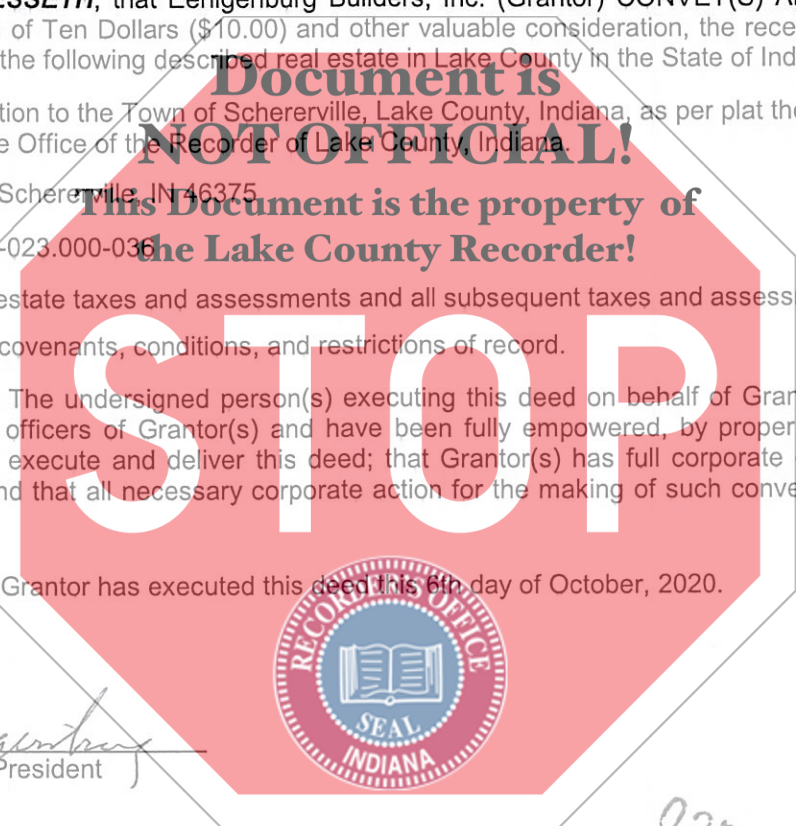 ESSETH, that Lehigenburg Builders, Inc. (Grantor) CONVEY(S) A
of Ten Dollars ($10.00) and other valuable consideration, the rece
the following described real estate in Lake County in the State of Ind
Document is
tion to the Town of Schererville, Lake County, Indiana, as per plat the
NOT OFFICIAL!
e Office of the Recorder of Lake County, Indiana.
Schererville, IN 46375
This Document is the property of
-023.000-036
the Lake County Recorder!
estate taxes and assessments and all subsequent taxes and assess
covenants, conditions, and restrictions of record.
STOP
The undersigned person(s) executing this deed on behalf of Gran
officers of Grantor(s) and have been fully empowered, by proper
execute and deliver this deed; that Grantor(s) has full corporate
nd that all necessary corporate action for the making of such conve
Grantor has executed this deed this 6th day of October, 2020.
RECORDER'S OFFICE
SEAL
INDIANA
President